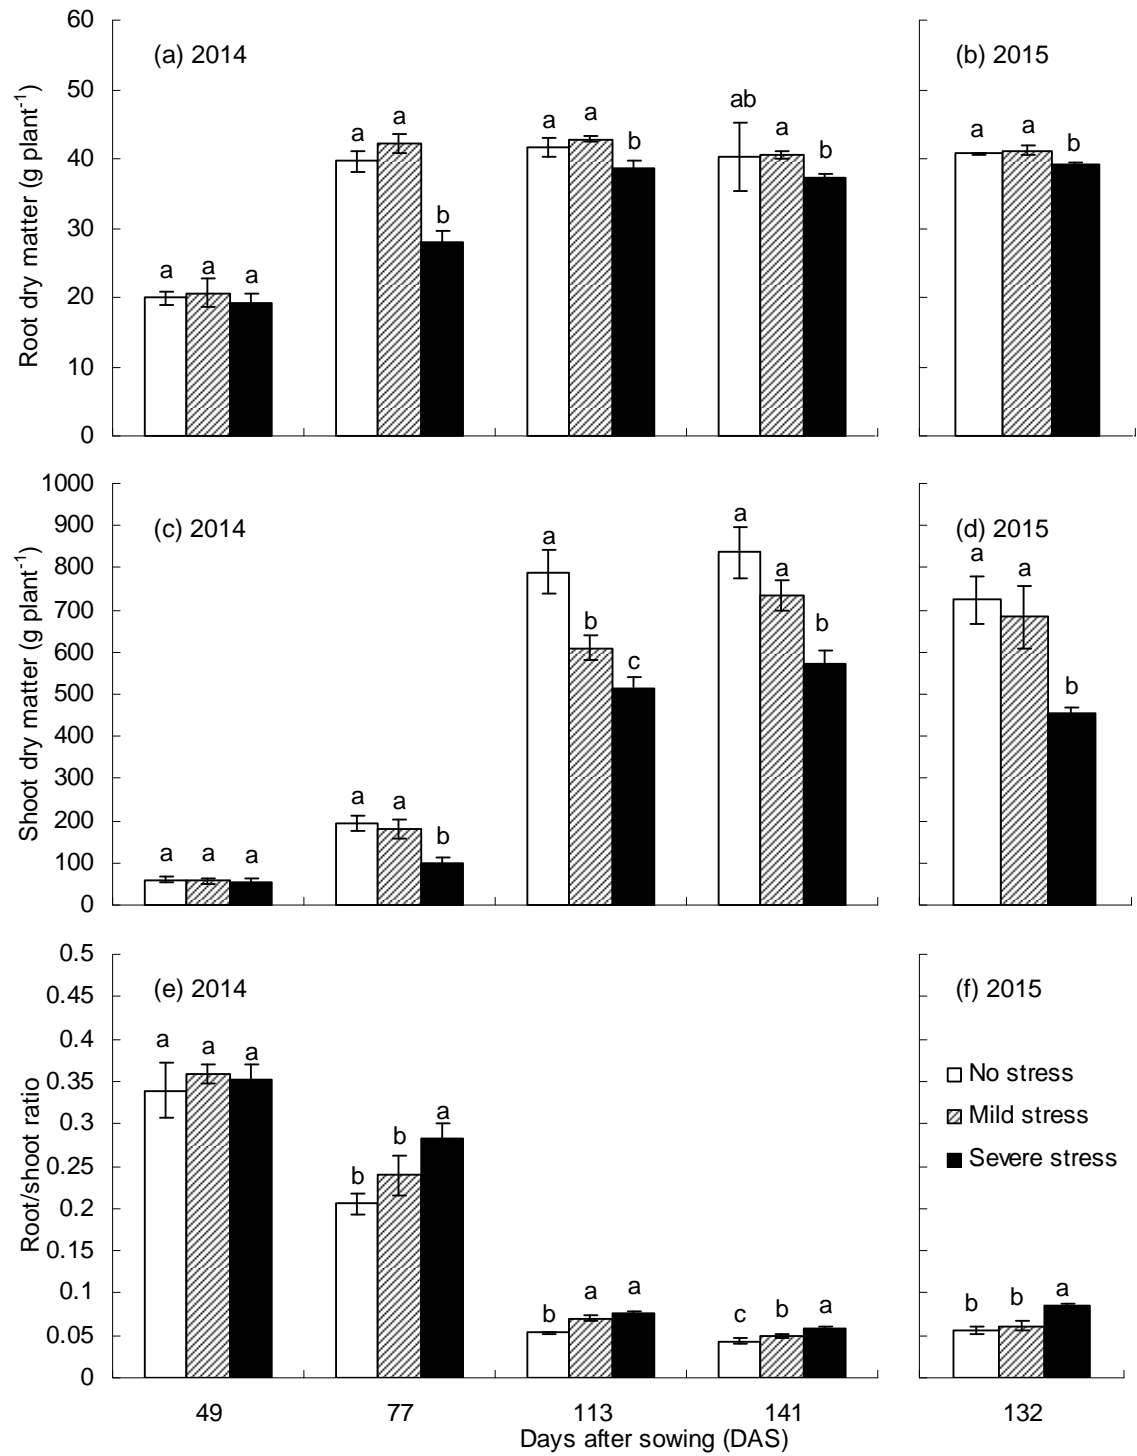 60
(a) 2014
(b) 2015
50
ab
a
a
a
a
a
a
a
40
b
b
b
30
b
a
a
a
20
10
0
Root dry matter (g plant-1)
1000
900
(c) 2014
a
(d) 2015
a
800
a
a
a
700
b
b
600
c
b
500
400
300
200
a
a
b
100
a
a
a
0
Shoot dry matter (g plant-1)
0.5
0.45
(e) 2014
(f) 2015
0.4
a
a
a
No stress
0.35
0.3
a
Mild stress
b
0.25
b
Severe stress
0.2
0.15
0.1
a
a
a
b
b
c
b
a
b
b
0.05
0
Root/shoot ratio
49
77
113
141
132
Days after sowing (DAS)